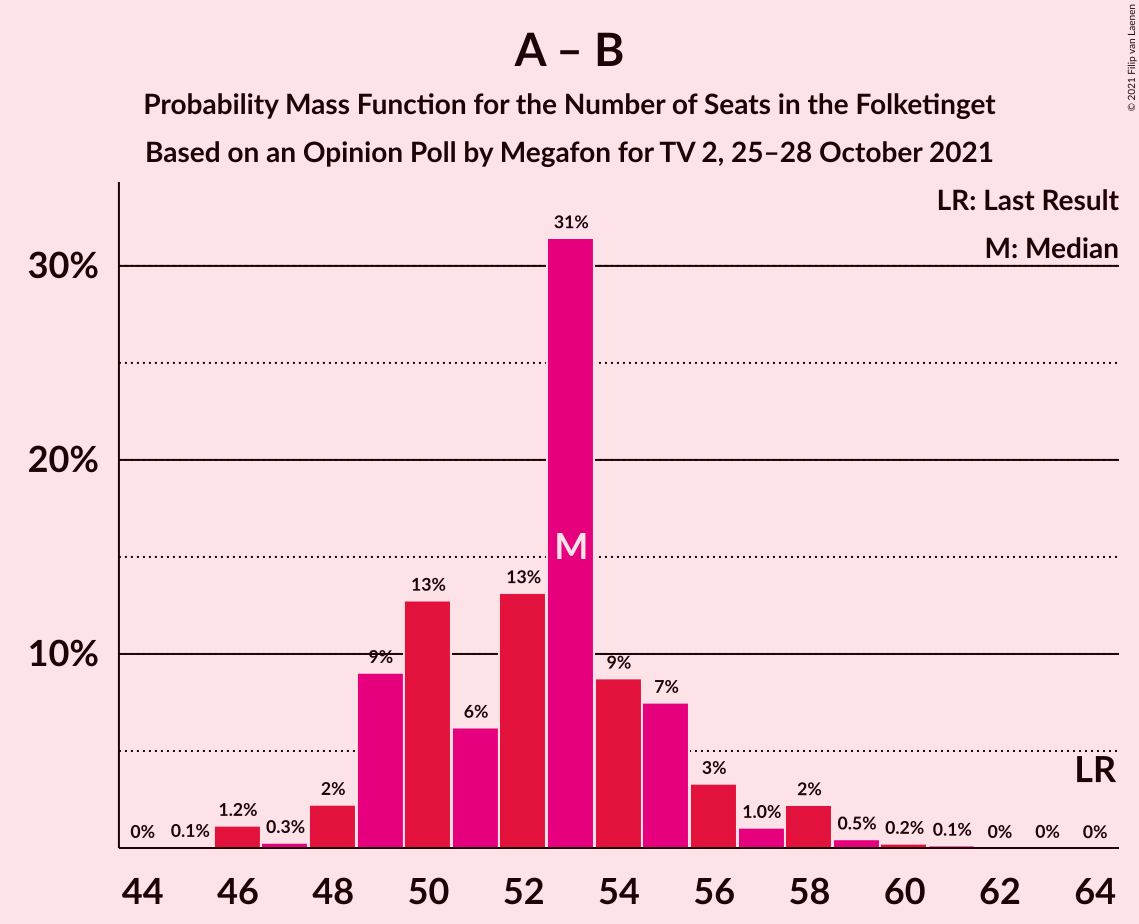 A – B
Probability Mass Function for the Number of Seats in the Folketinget
Based on an Opinion Poll by Megafon for TV 2, 25–28 October 2021
© 2021 Filip van Laenen
LR: Last Result
M: Median
30%
20%
10%
0%
0.1%
1.2%
0.3%
2%
9%
13%
6%
13%
31%
9%
7%
3%
1.0%
2%
0.5%
0.2%
0.1%
0%
0%
0%
M
LR
44 46 48 50 52 54 56 58 60 62 64